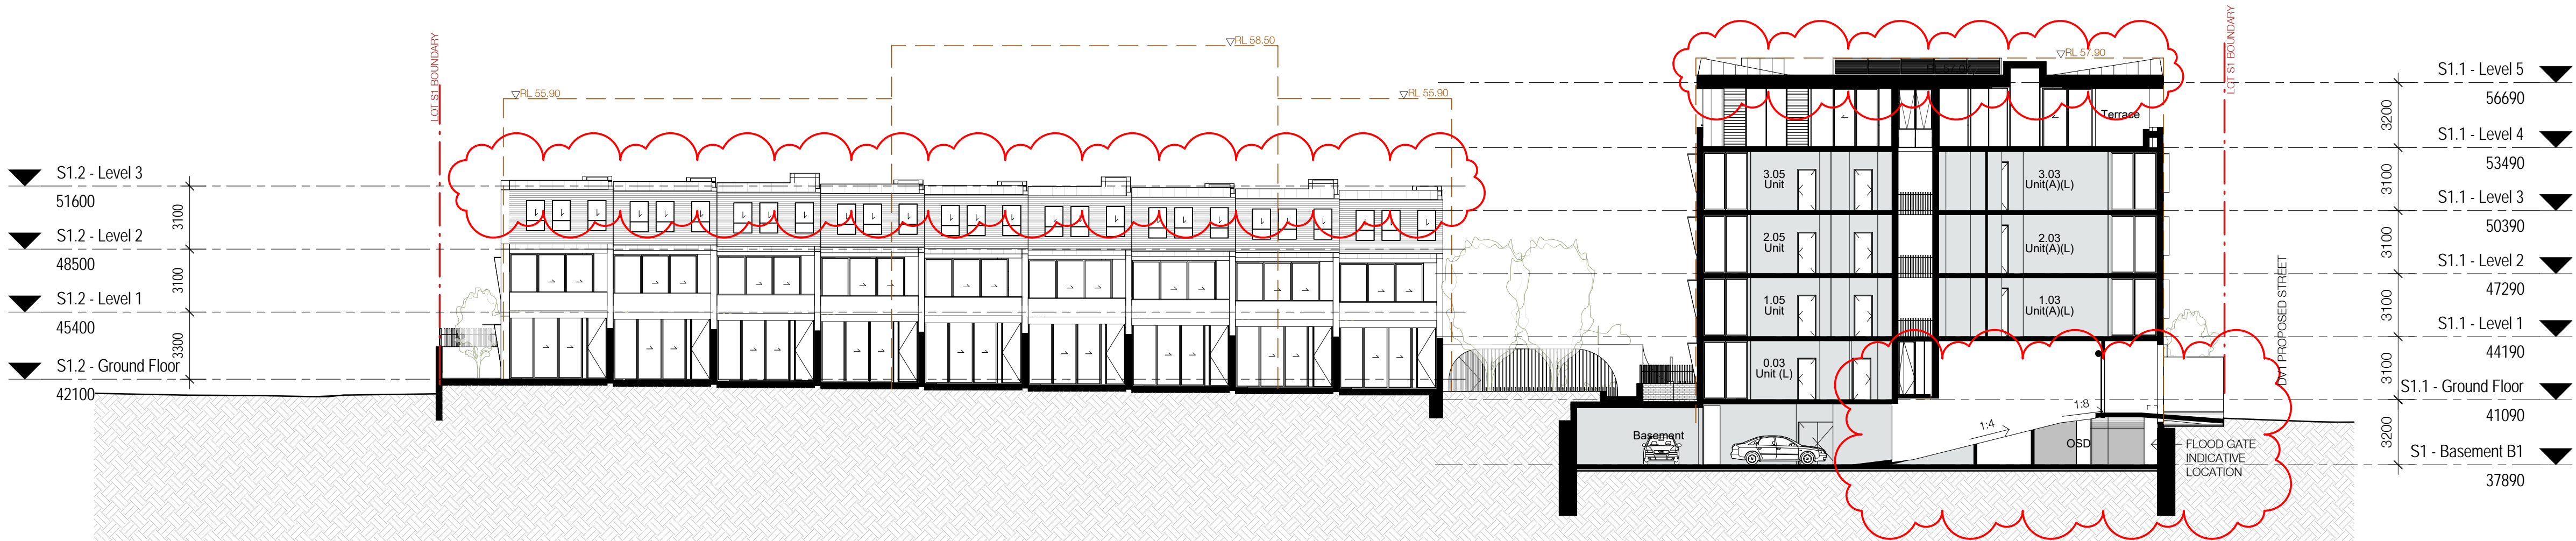 LOT S1 BOUNDARY
RL 55.90
RL 58.50
RL 55.90
RL 57.90
LOT S1 BOUNDARY
S1.2 - Level 3
51600
3100
S1.2 - Level 2
48500
3100
S1.2 - Level 1
45400
3300
S1.2 - Ground Floor
42100
Terrace
3.05
Unit
3.03
Unit(A)(L)
2.05
Unit
2.03
Unit(A)(L)
1.05
Unit
1.03
Unit(A)(L)
0.03
Unit (L)
Basement
1:4
1:8
OSD
FLOOD GATE
INDICATIVE
LOCATION
DV1 PROPOSED STREET
S1.1 - Level 5
56690
3200
S1.1 - Level 4
53490
3100
S1.1 - Level 3
50390
3100
S1.1 - Level 2
47290
3100
S1.1 - Level 1
44190
3100
S1.1 - Ground Floor
41090
3200
S1 - Basement B1
37890